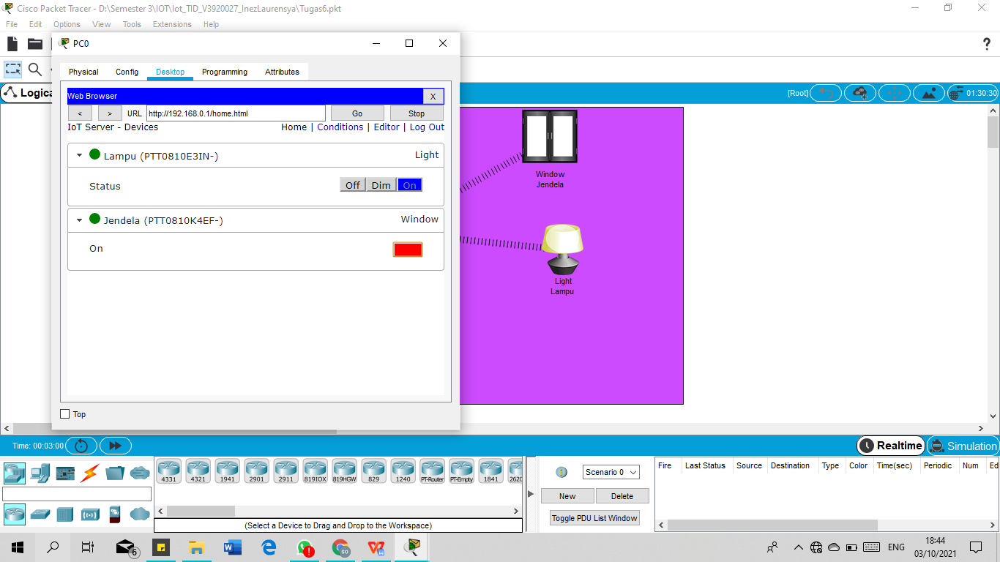 Cisco Packet Tracer - D:\Semester 3\IOT\Iot_TID_V3920027_InezLaurensya\Tugas6.pkt
File Edit Options View Tools Extensions Help
PC0
Physical Config Desktop Programming Attributes
Web Browser X
< > URL http://192.168.0.1/home.html Go Stop
IoT Server - Devices Home | Conditions | Editor | Log Out
Lampu (PTT0810E3IN-) Light
Status Off Dim On
Jendela (PTT0810K4EF-) Window
On
Top
?
[Root] 01:30:30
Window
Jendela
Light
Lampu
Time: 00:03:00 Realtime Simulation
4331 4321 1941 2901 2911 819IOX 819HGW 829 1240 PT-Router PT-Empty 1841 2620
(Select a Device to Drag and Drop to the Workspace)
Scenario 0
New Delete
Toggle PDU List Window
Fire Last Status Source Destination Type Color Time(sec) Periodic Num Ed
6
ENG
18:44
03/10/2021